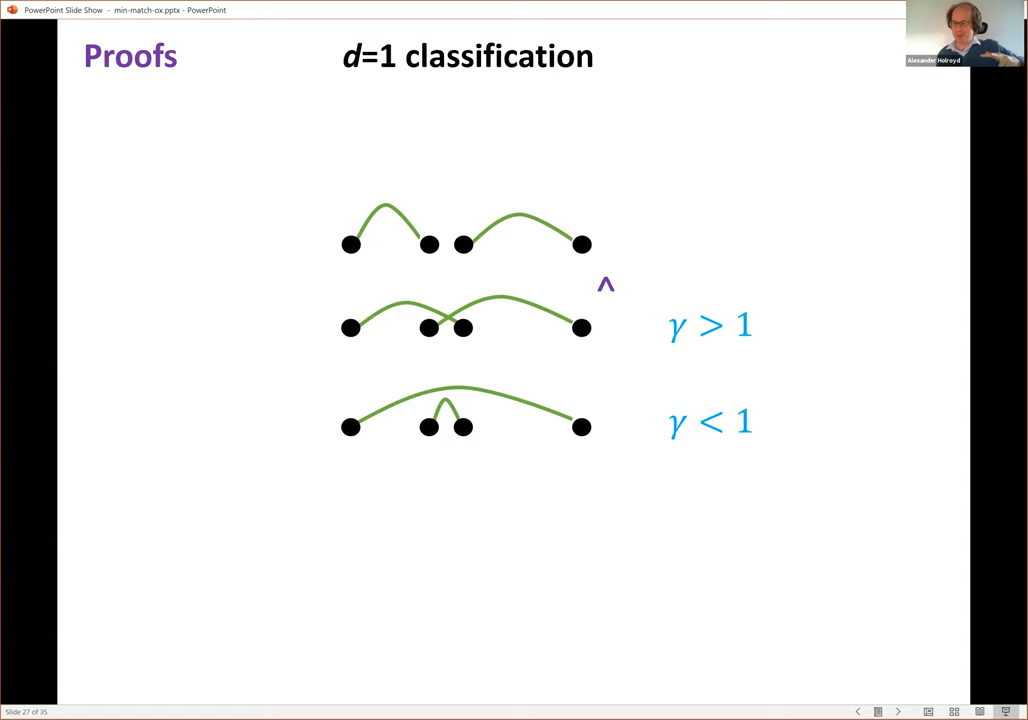 PowerPoint Slide Show - min-match-ox.pptx - PowerPoint
Alexander Holroyd
Proofs d=1 classification
^
γ > 1
γ < 1
Slide 27 of 35